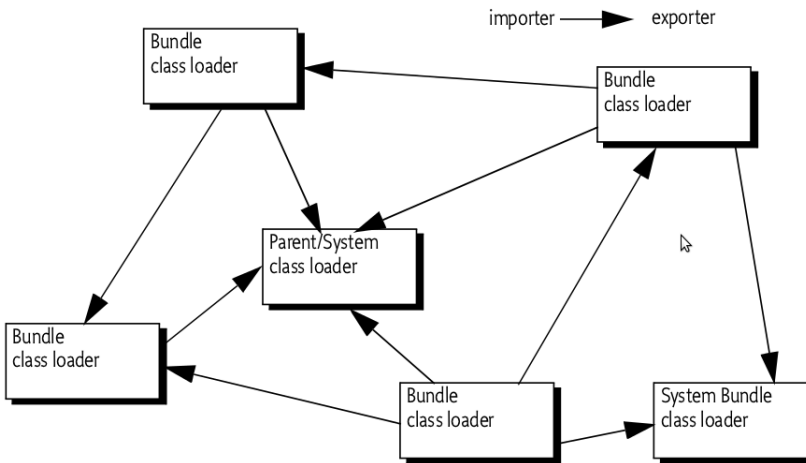 importer
exporter
Bundle
class loader
Bundle
class loader
Parent/System
class loader
Bundle
class loader
Bundle
class loader
System Bundle
class loader